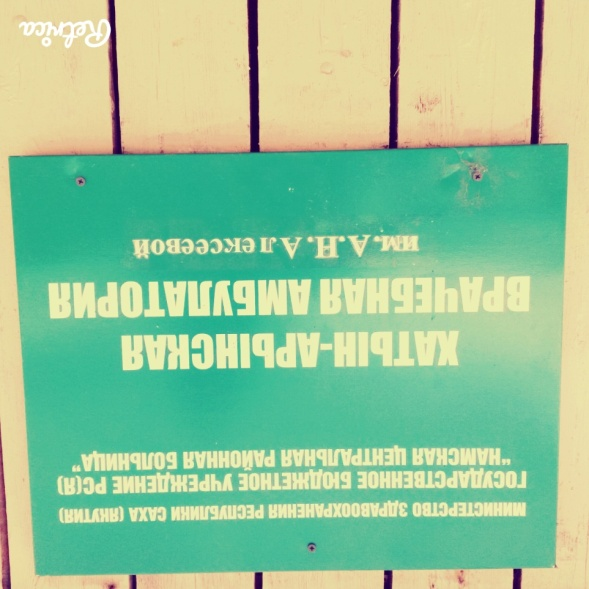 МИНИСТЕРСТВО ЗДРАВООХРАНЕНИЯ РЕСПУБЛИКИ САХА (ЯКУТИЯ)
ГОСУДАРСТВЕННОЕ БЮДЖЕТНОЕ УЧРЕЖДЕНИЕ РС(Я)
"НАМСКАЯ ЦЕНТРАЛЬНАЯ РАЙОННАЯ БОЛЬНИЦА"
ХАТЫН-АРЫНСКАЯ
ВРАЧЕБНАЯ АМБУЛАТОРИЯ
им. А.Н. Алексеевой
Retrica